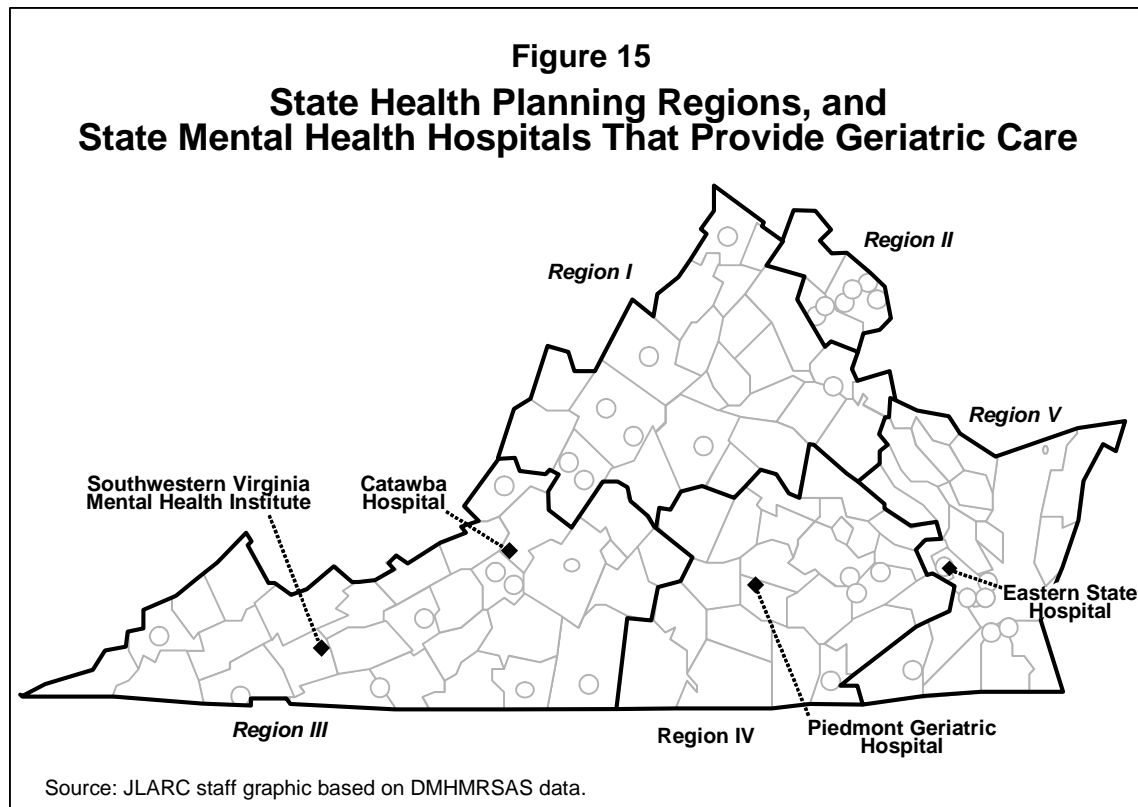 Figure 15
State Health Planning Regions, and
State Mental Health Hospitals That Provide Geriatric Care
Region II
Region I
Region V
Southwestern Virginia
Mental Health Institute
Catawba
Hospital
Eastern State
Hospital
Region III
Region IV
Piedmont Geriatric
Hospital
Source: JLARC staff graphic based on DMHMRSAS data.